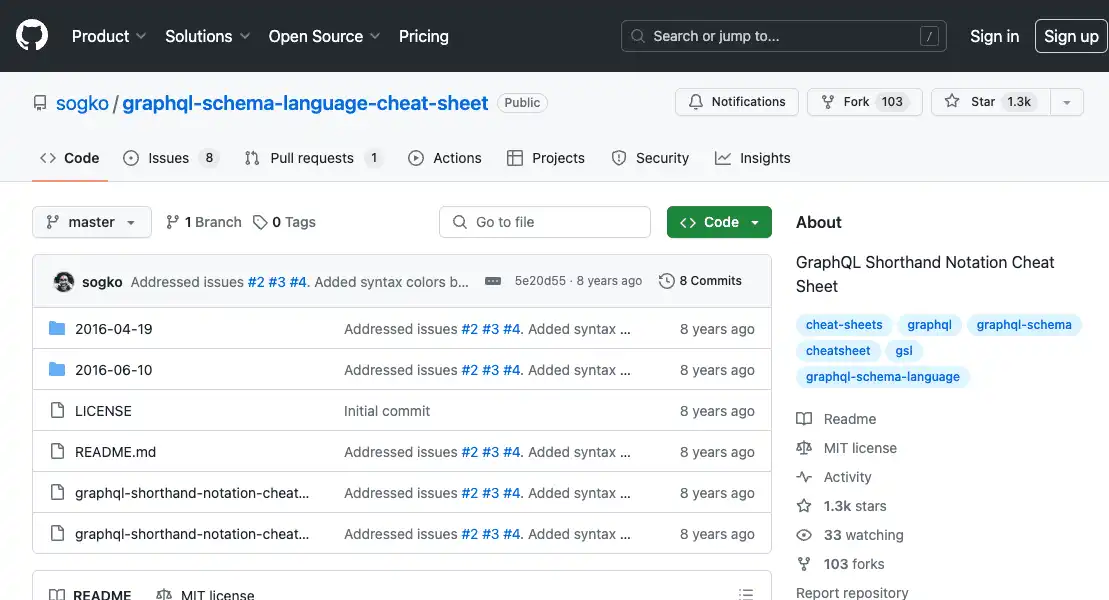 Product Solutions Open Source Pricing Search or jump to... / Sign in Sign up
sogko / graphql-schema-language-cheat-sheet Public Notifications Fork 103 Star 1.3k
Code Issues 8 Pull requests 1 Actions Projects Security Insights
master 1 Branch 0 Tags Go to file Code
sogko Addressed issues #2 #3 #4. Added syntax colors b... 5e20d55 · 8 years ago 8 Commits
2016-04-19 Addressed issues #2 #3 #4. Added syntax ... 8 years ago
2016-06-10 Addressed issues #2 #3 #4. Added syntax ... 8 years ago
LICENSE Initial commit 8 years ago
README.md Addressed issues #2 #3 #4. Added syntax ... 8 years ago
graphql-shorthand-notation-cheat... Addressed issues #2 #3 #4. Added syntax ... 8 years ago
graphql-shorthand-notation-cheat... Addressed issues #2 #3 #4. Added syntax ... 8 years ago
README MIT license
About
GraphQL Shorthand Notation Cheat
Sheet
cheat-sheets graphql graphql-schema
cheatsheet gsl
graphql-schema-language
Readme
MIT license
Activity
1.3k stars
33 watching
103 forks
Report repository